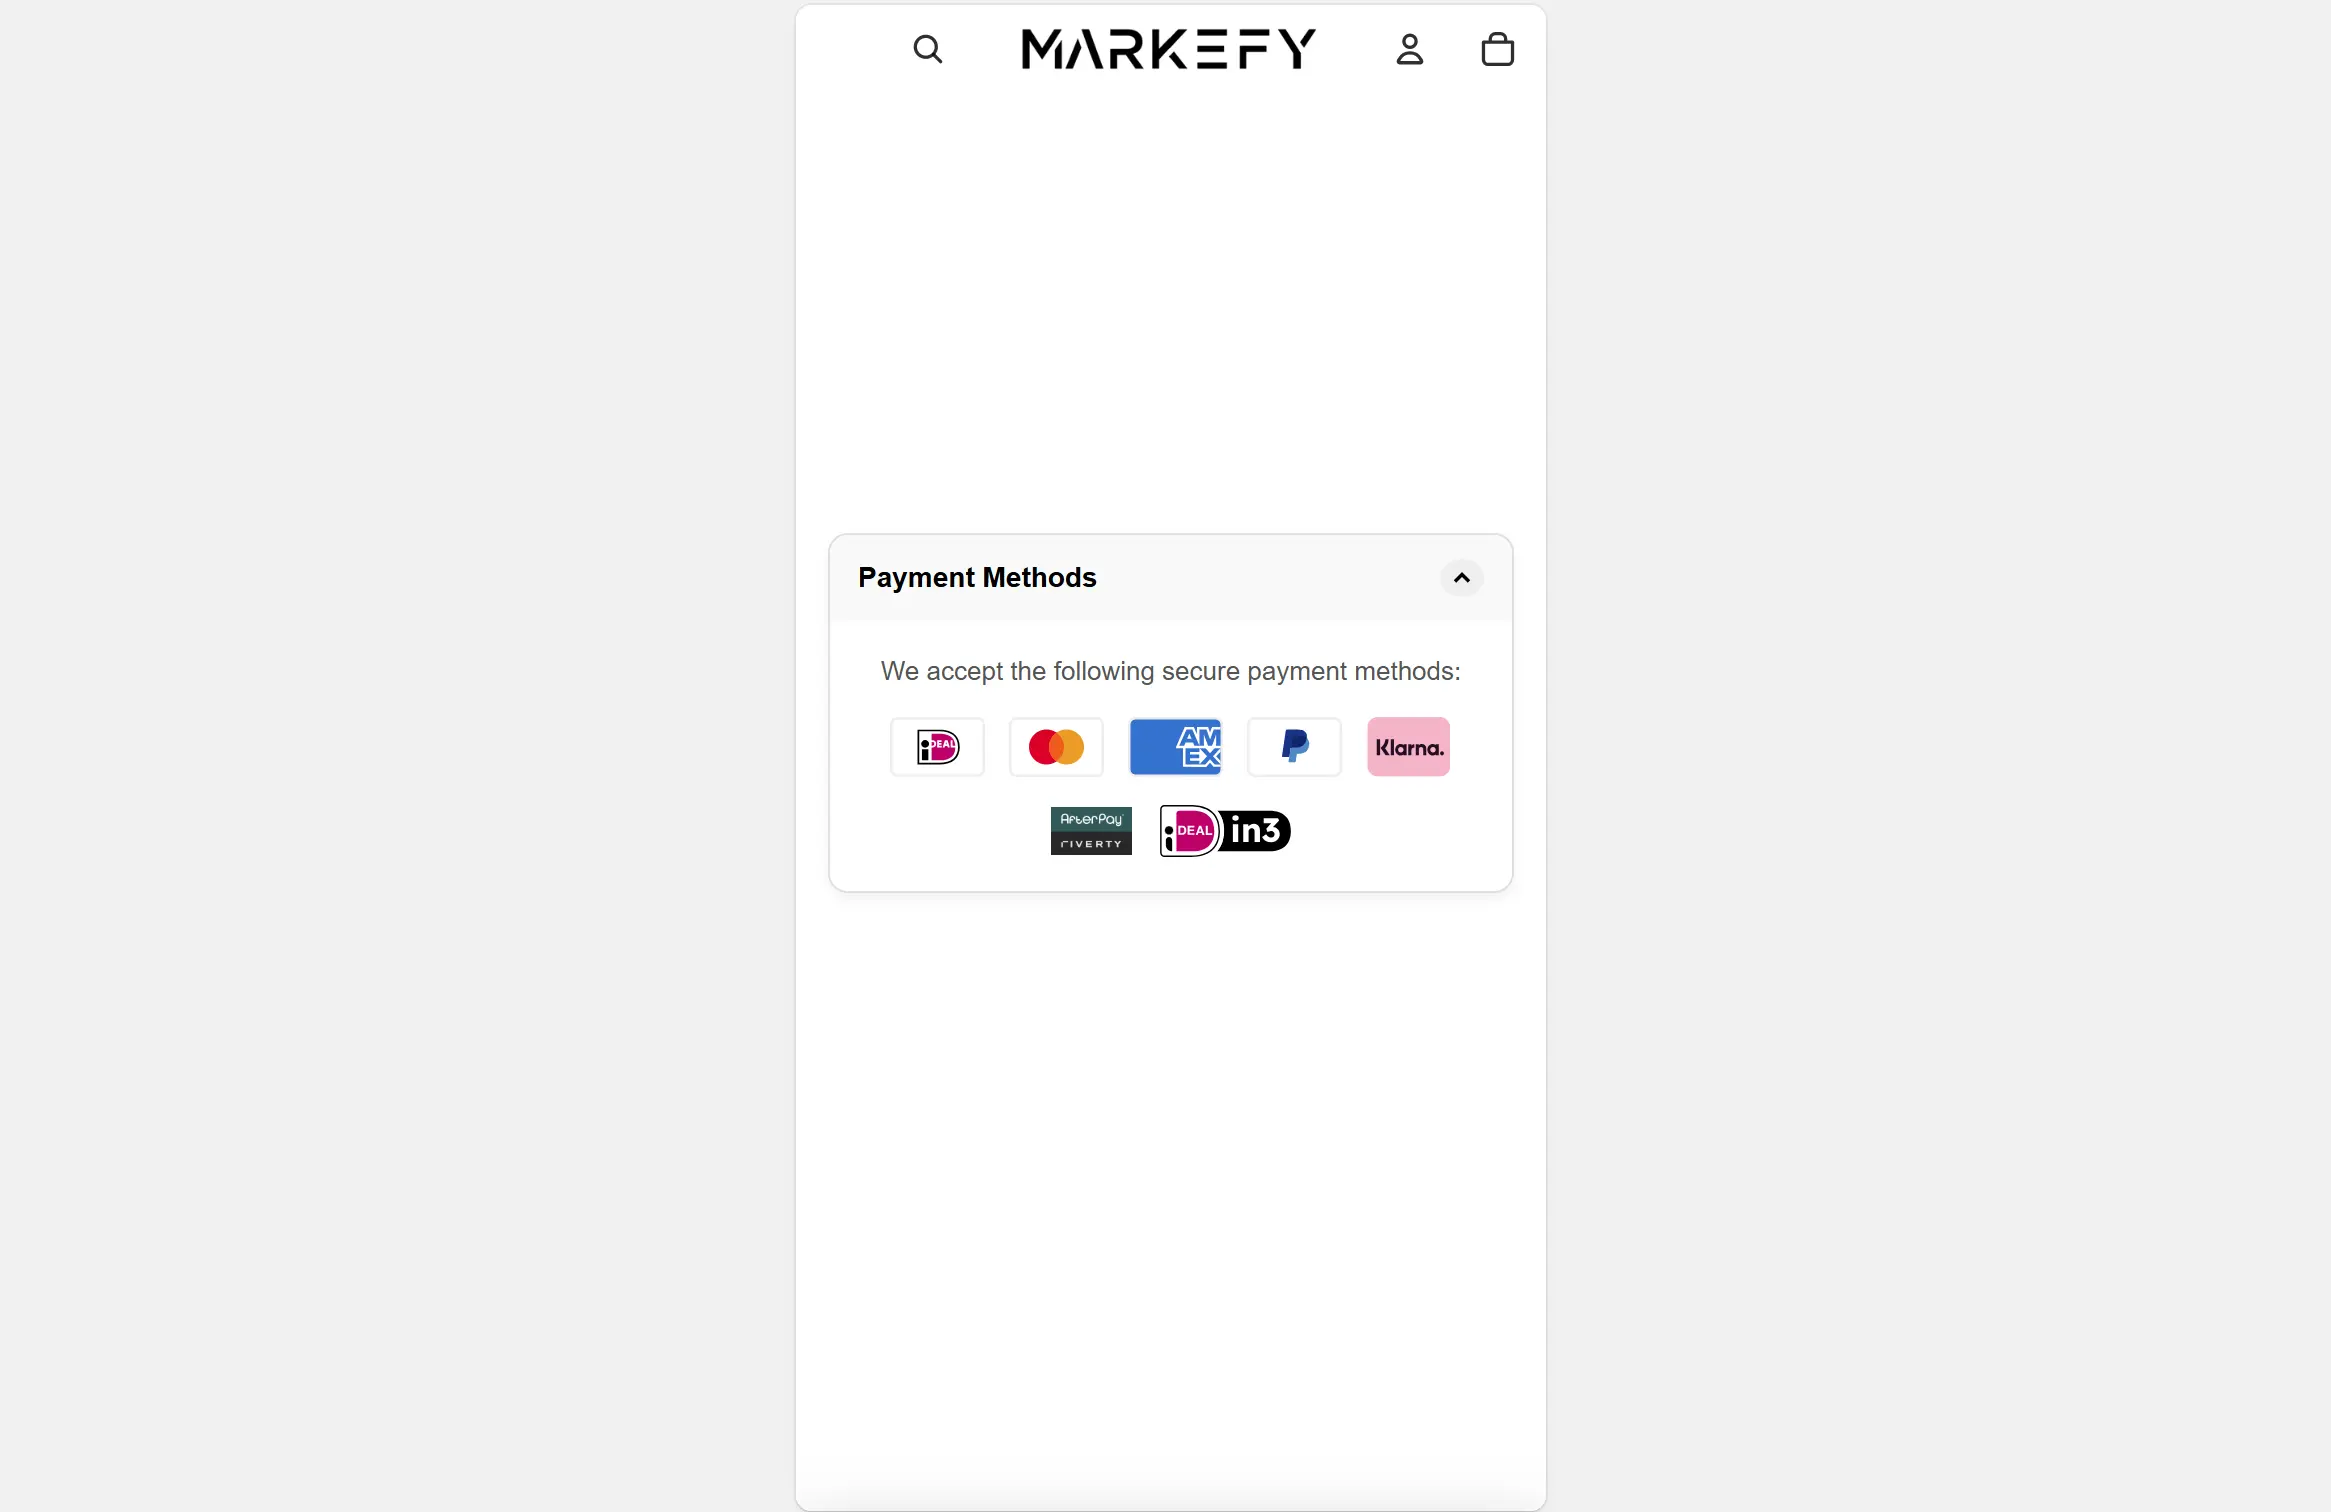 MARKEFY
Payment Methods
We accept the following secure payment methods:
iDEAL
AM
EX
Klarna.
AfterPay
riverty
iDEAL in3